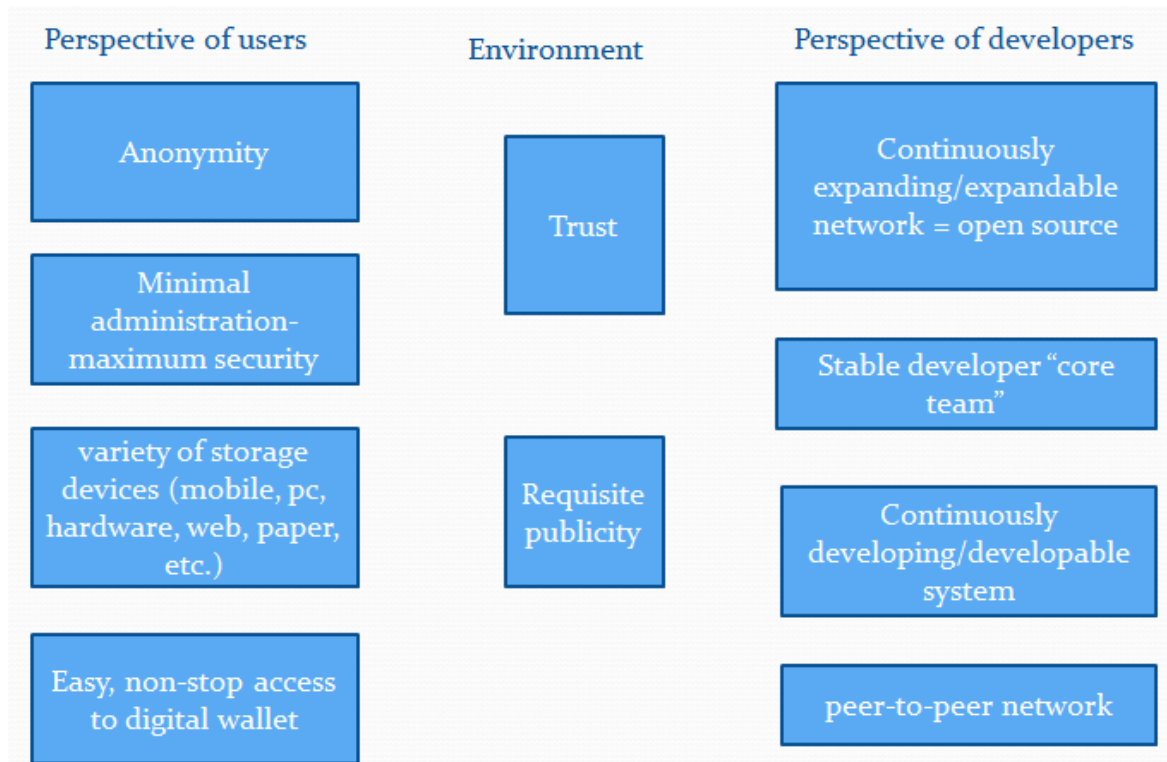 Perspective of users
Anonymity
Minimal
administration-
maximum security
variety of storage
devices (mobile, pc,
hardware, web, paper,
etc.)
Easy, non-stop access
to digital wallet
Environment
Trust
Requisite
publicity
Perspective of developers
Continuously
expanding/expandable
network = open source
Stable developer “core
team”
Continuously
developing/developable
system
peer-to-peer network